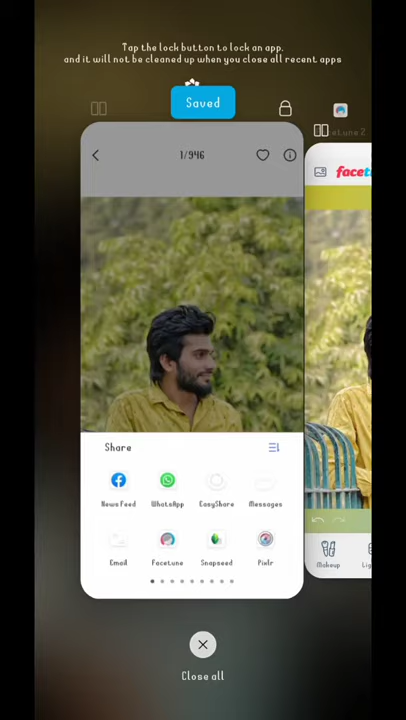 Tap the lock button to lock an app.
and it will not be cleaned up when you close all recent apps
Saved
1/946
Share
News Feed
WhatsApp
EasyShare
Messages
Email
Facetune
Snapseed
Pixlr
Makeup
Close all